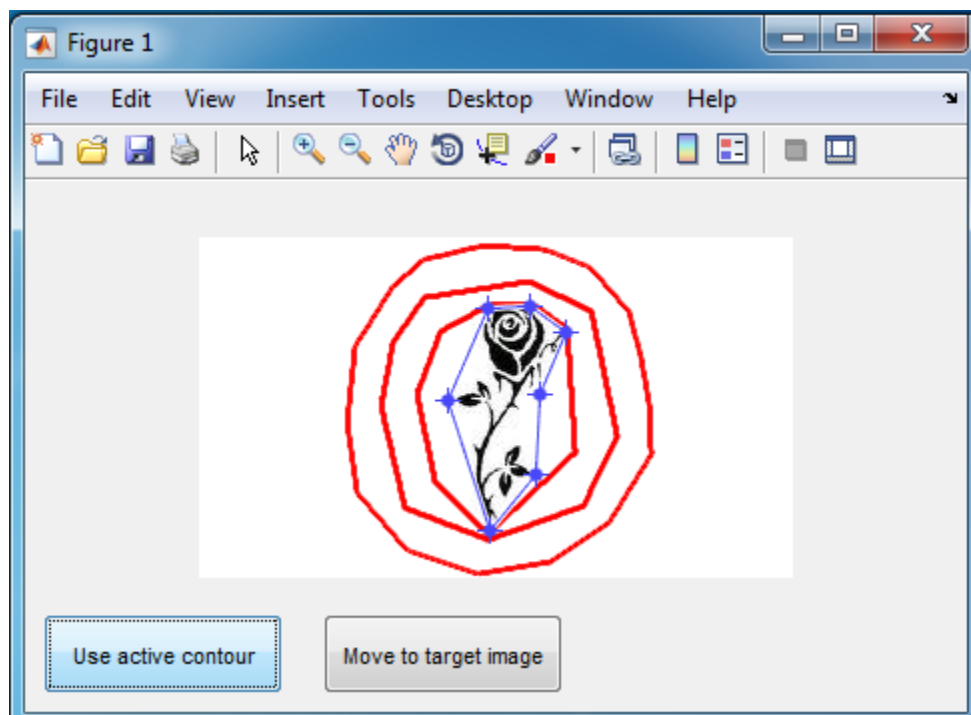 Figure 1
File Edit View Insert Tools Desktop Window Help
Use active contour Move to target image